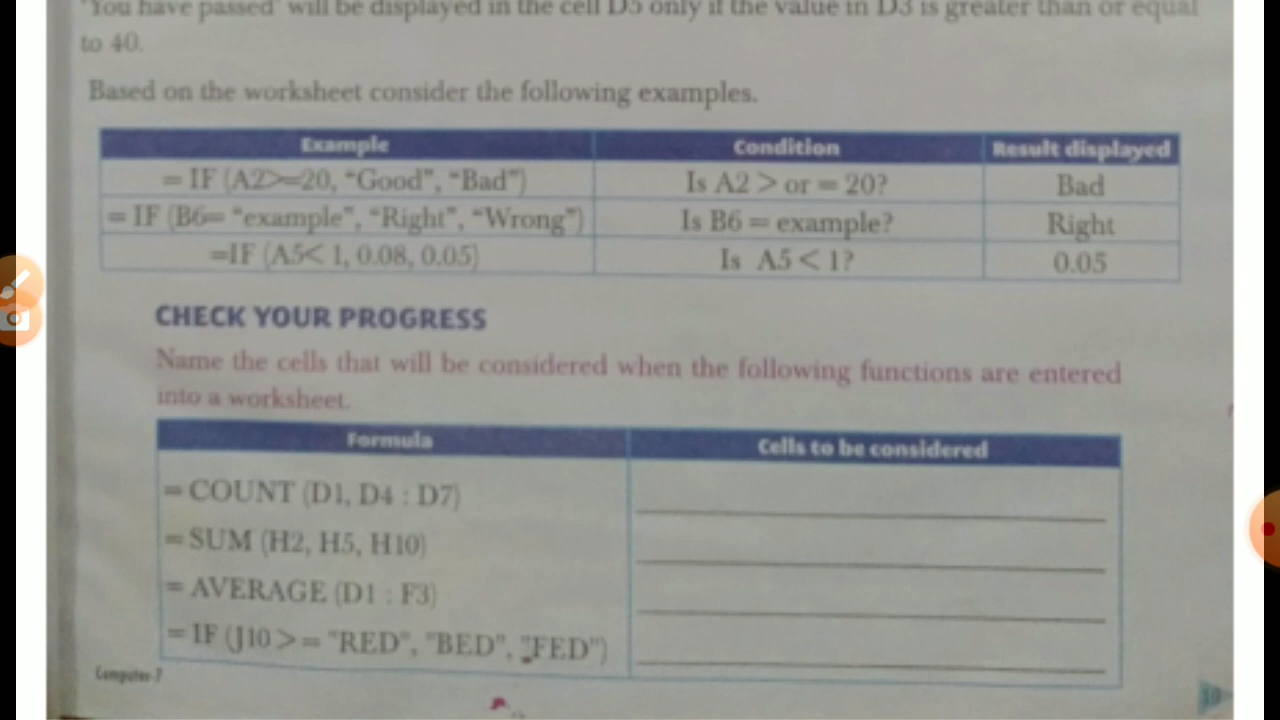 'You have passed' will be displayed in the cell D5 only if the value in D3 is greater than or equal
to 40.
Based on the worksheet consider the following examples.
Example Condition Result displayed
= IF (A2>=20, “Good”, “Bad”) Is A2 > or = 20? Bad
= IF (B6= “example”, “Right”, “Wrong”) Is B6 = example? Right
=IF (A5< 1, 0.08, 0.05) Is A5 < 1? 0.05
CHECK YOUR PROGRESS
Name the cells that will be considered when the following functions are entered
into a worksheet.
Formula Cells to be considered
= COUNT (D1, D4 : D7)
= SUM (H2, H5, H10)
= AVERAGE (D1 : F3)
= IF (J10 > = "RED", "BED", "FED")
Computer-7